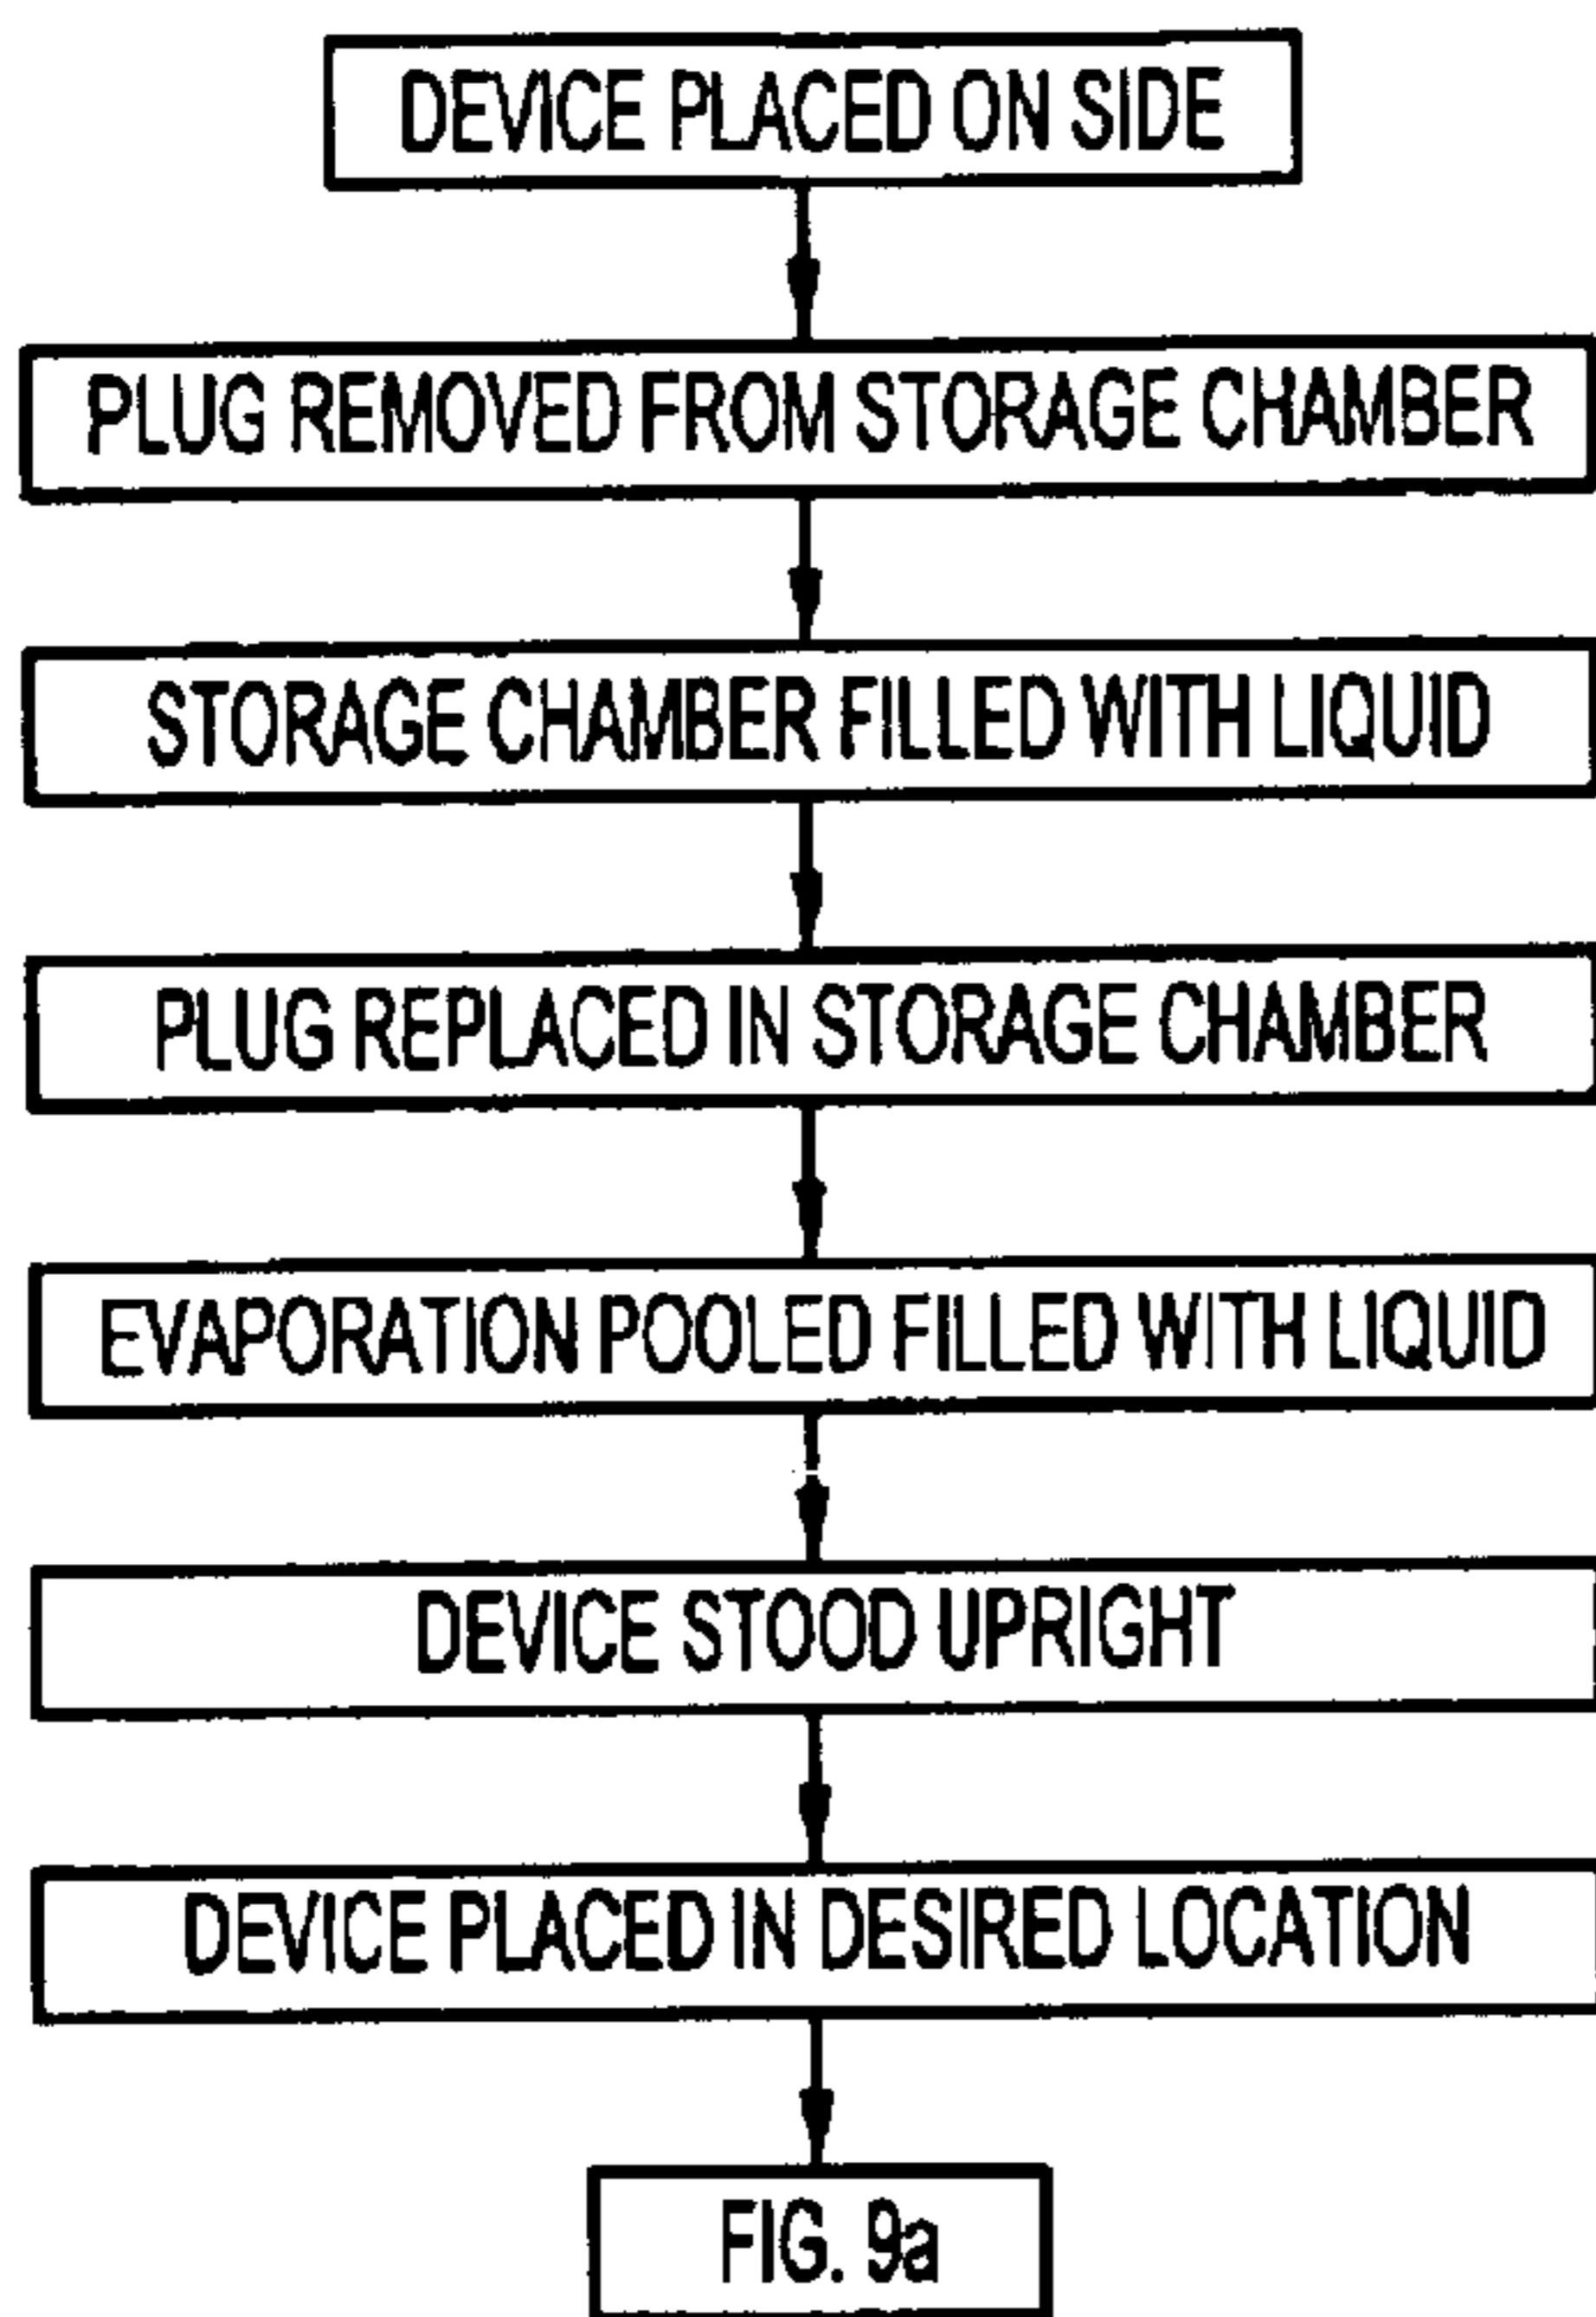 DEVICE PLACED ON SIDE
PLUG REMOVED FROM STORAGE CHAMBER
STORAGE CHAMBER FILLED WITH LIQUID
PLUG REPLACED IN STORAGE CHAMBER
EVAPORATION POOLED FILLED WITH LIQUID
DEVICE STOOD UPRIGHT
DEVICE PLACED IN DESIRED LOCATION
FIG. 9a